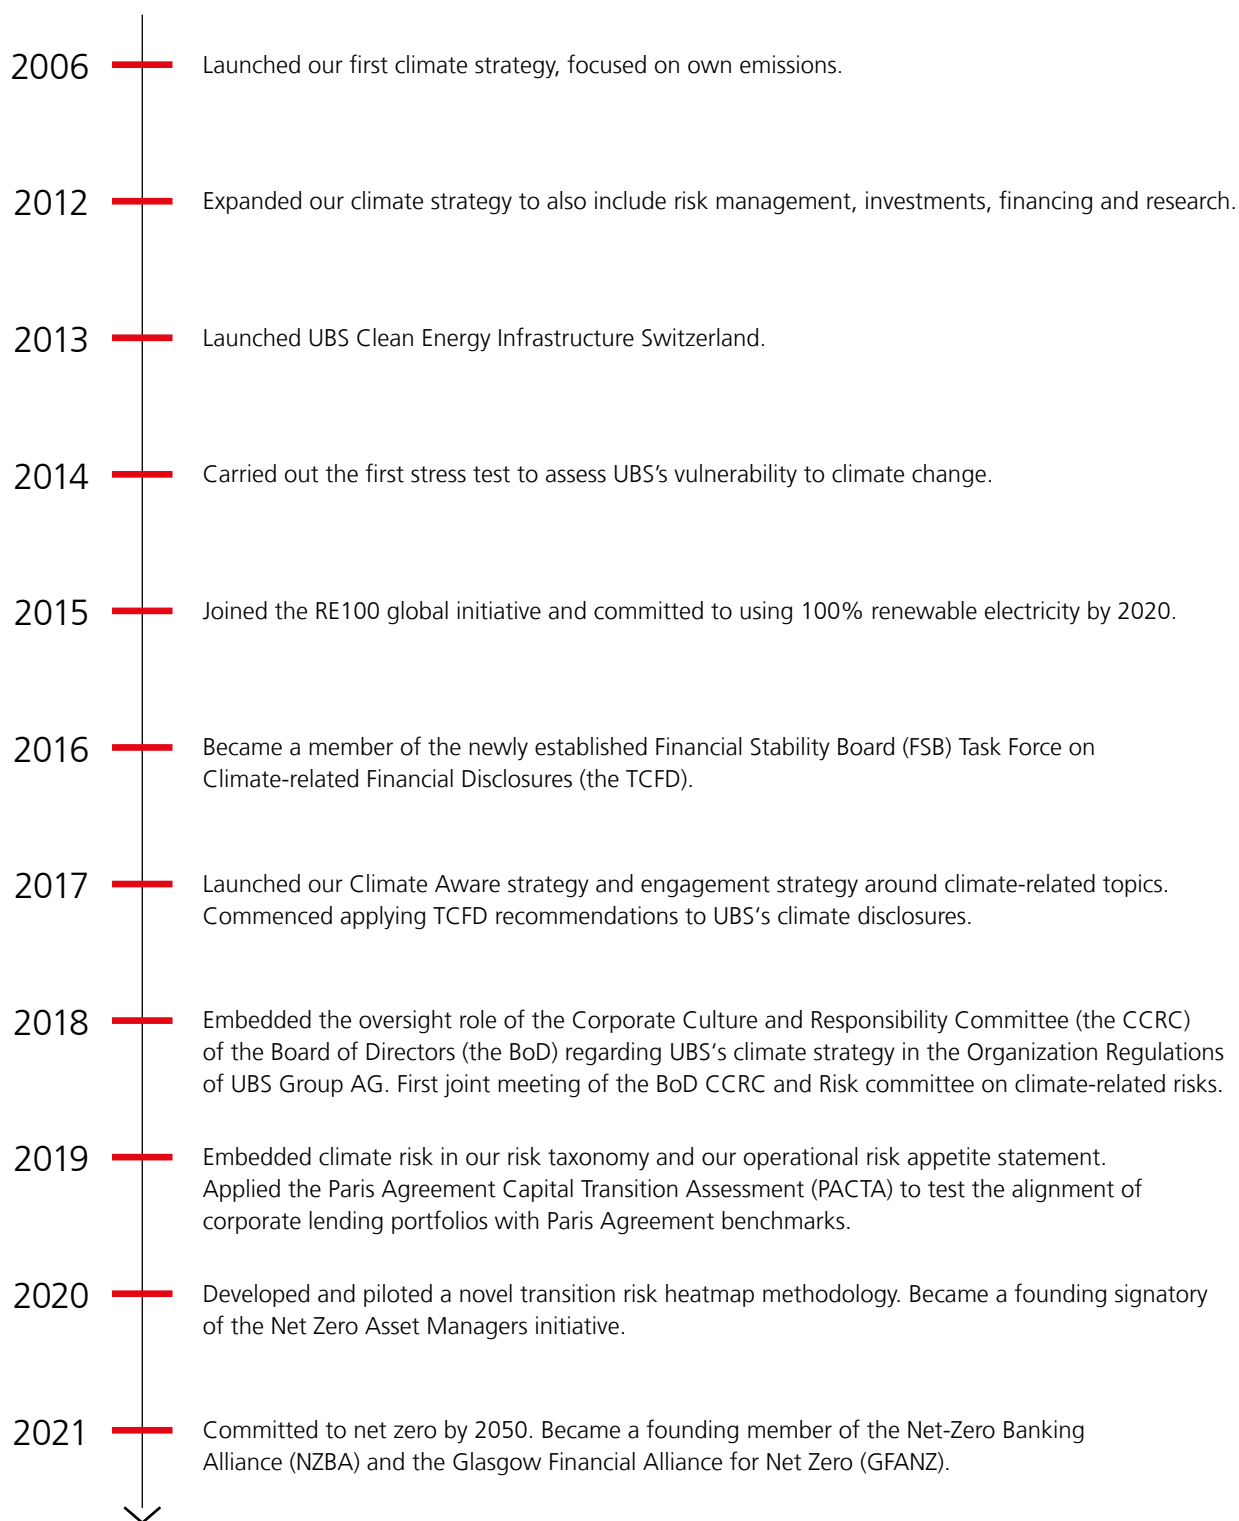 2006
Launched our first climate strategy, focused on own emissions.
2012
Expanded our climate strategy to also include risk management, investments, financing and research.
2013
Launched UBS Clean Energy Infrastructure Switzerland.
2014
Carried out the first stress test to assess UBS’s vulnerability to climate change.
2015
Joined the RE100 global initiative and committed to using 100% renewable electricity by 2020.
2016
Became a member of the newly established Financial Stability Board (FSB) Task Force on
Climate-related Financial Disclosures (the TCFD).
2017
Launched our Climate Aware strategy and engagement strategy around climate-related topics.
Commenced applying TCFD recommendations to UBS‘s climate disclosures.
2018
Embedded the oversight role of the Corporate Culture and Responsibility Committee (the CCRC)
of the Board of Directors (the BoD) regarding UBS‘s climate strategy in the Organization Regulations
of UBS Group AG. First joint meeting of the BoD CCRC and Risk committee on climate-related risks.
2019
Embedded climate risk in our risk taxonomy and our operational risk appetite statement.
Applied the Paris Agreement Capital Transition Assessment (PACTA) to test the alignment of
corporate lending portfolios with Paris Agreement benchmarks.
2020
Developed and piloted a novel transition risk heatmap methodology. Became a founding signatory
of the Net Zero Asset Managers initiative.
2021
Committed to net zero by 2050. Became a founding member of the Net-Zero Banking
Alliance (NZBA) and the Glasgow Financial Alliance for Net Zero (GFANZ).